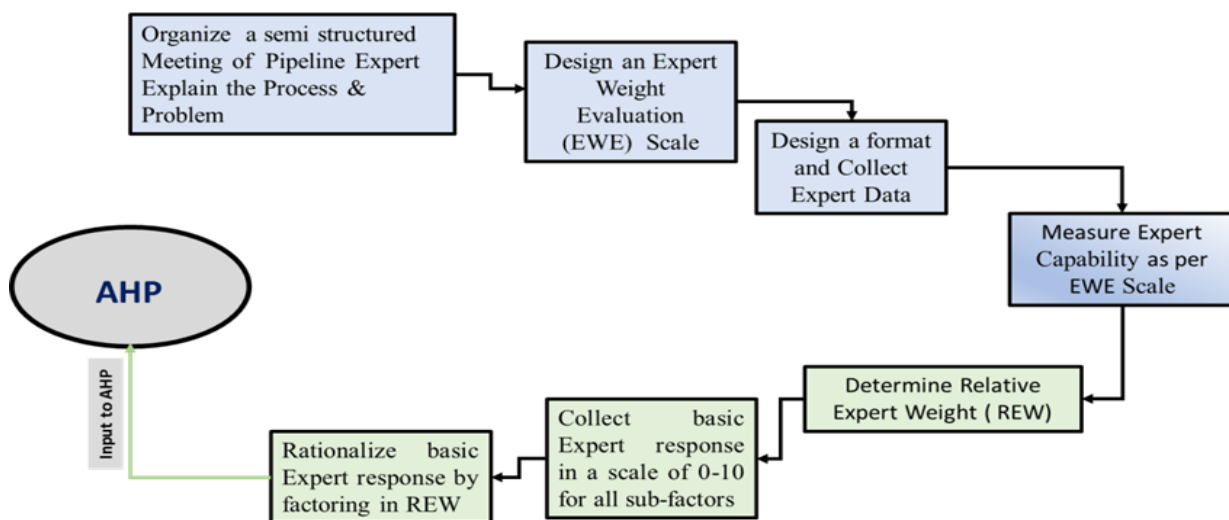 Organize a semi structured
Meeting of Pipeline Expert
Explain the Process &
Problem
Design an Expert
Weight
Evaluation
(EWE) Scale
Design a format
and Collect
Expert Data
Measure Expert
Capability as per
EWE Scale
Determine Relative
Expert Weight ( REW)
Collect basic
Expert response
in a scale of 0-10
for all sub-factors
Rationalize basic
Expert response by
factoring in REW
Input to AHP
AHP